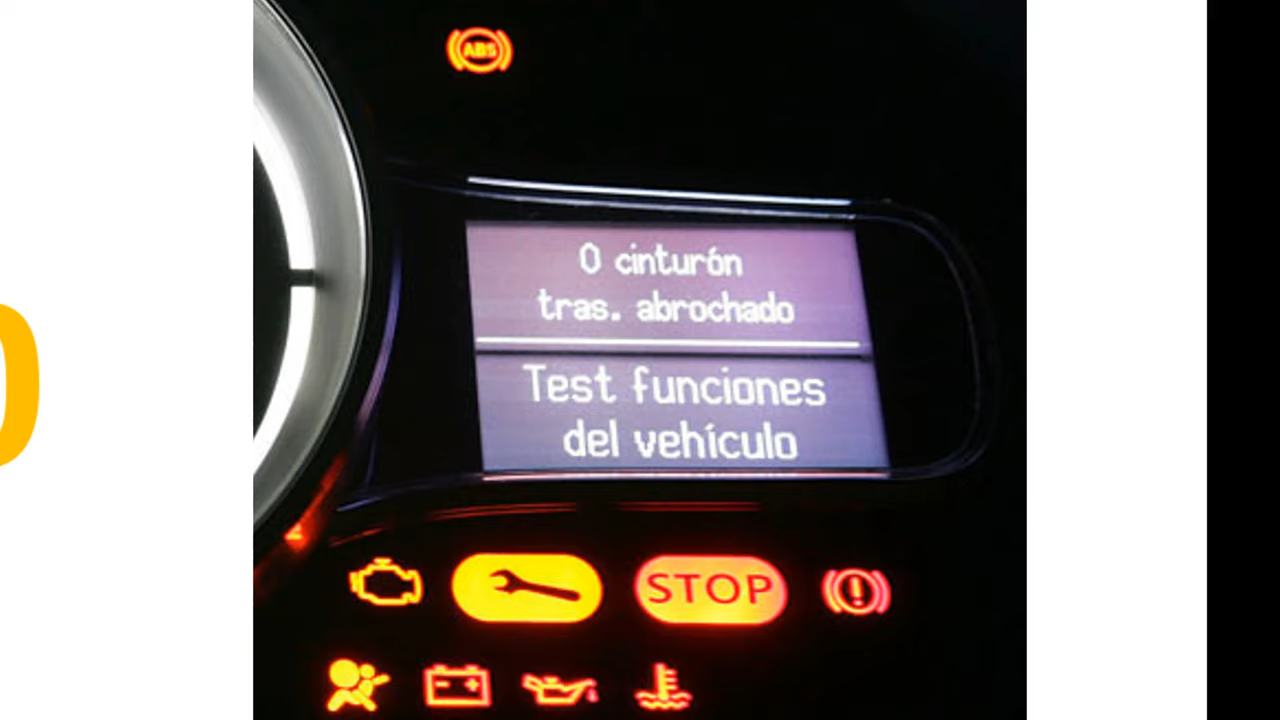 ABS
0 cinturón
tras. abrochado
Test funciones
del vehículo
STOP